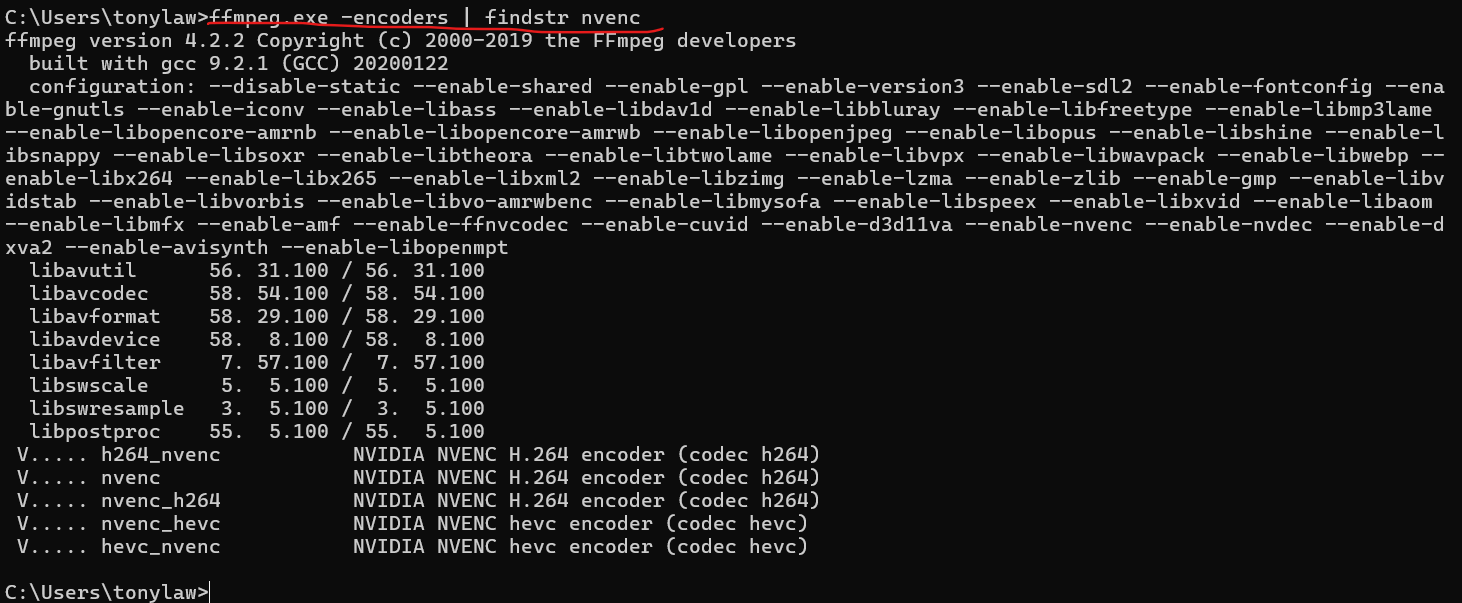 C:\Users\tonylaw>ffmpeg.exe -encoders | findstr nvenc
ffmpeg version 4.2.2 Copyright (c) 2000-2019 the FFmpeg developers
  built with gcc 9.2.1 (GCC) 20200122
  configuration: --disable-static --enable-shared --enable-gpl --enable-version3 --enable-sdl2 --enable-fontconfig --ena
ble-gnutls --enable-iconv --enable-libass --enable-libdav1d --enable-libbluray --enable-libfreetype --enable-libmp3lame
--enable-libopencore-amrnb --enable-libopencore-amrwb --enable-libopenjpeg --enable-libopus --enable-libshine --enable-l
ibsnappy --enable-libsoxr --enable-libtheora --enable-libtwolame --enable-libvpx --enable-libwavpack --enable-libwebp --
enable-libx264 --enable-libx265 --enable-libxml2 --enable-libzimg --enable-lzma --enable-zlib --enable-gmp --enable-libv
idstab --enable-libvorbis --enable-libvo-amrwbenc --enable-libmysofa --enable-libspeex --enable-libxvid --enable-libaom
--enable-libmfx --enable-amf --enable-ffnvcodec --enable-cuvid --enable-d3d11va --enable-nvenc --enable-nvdec --enable-d
xva2 --enable-avisynth --enable-libopenmpt
  libavutil      56. 31.100 / 56. 31.100
  libavcodec     58. 54.100 / 58. 54.100
  libavformat    58. 29.100 / 58. 29.100
  libavdevice    58.  8.100 / 58.  8.100
  libavfilter     7. 57.100 /  7. 57.100
  libswscale      5.  5.100 /  5.  5.100
  libswresample   3.  5.100 /  3.  5.100
  libpostproc    55.  5.100 / 55.  5.100
 V..... h264_nvenc           NVIDIA NVENC H.264 encoder (codec h264)
 V..... nvenc                NVIDIA NVENC H.264 encoder (codec h264)
 V..... nvenc_h264           NVIDIA NVENC H.264 encoder (codec h264)
 V..... nvenc_hevc           NVIDIA NVENC hevc encoder (codec hevc)
 V..... hevc_nvenc           NVIDIA NVENC hevc encoder (codec hevc)
C:\Users\tonylaw>